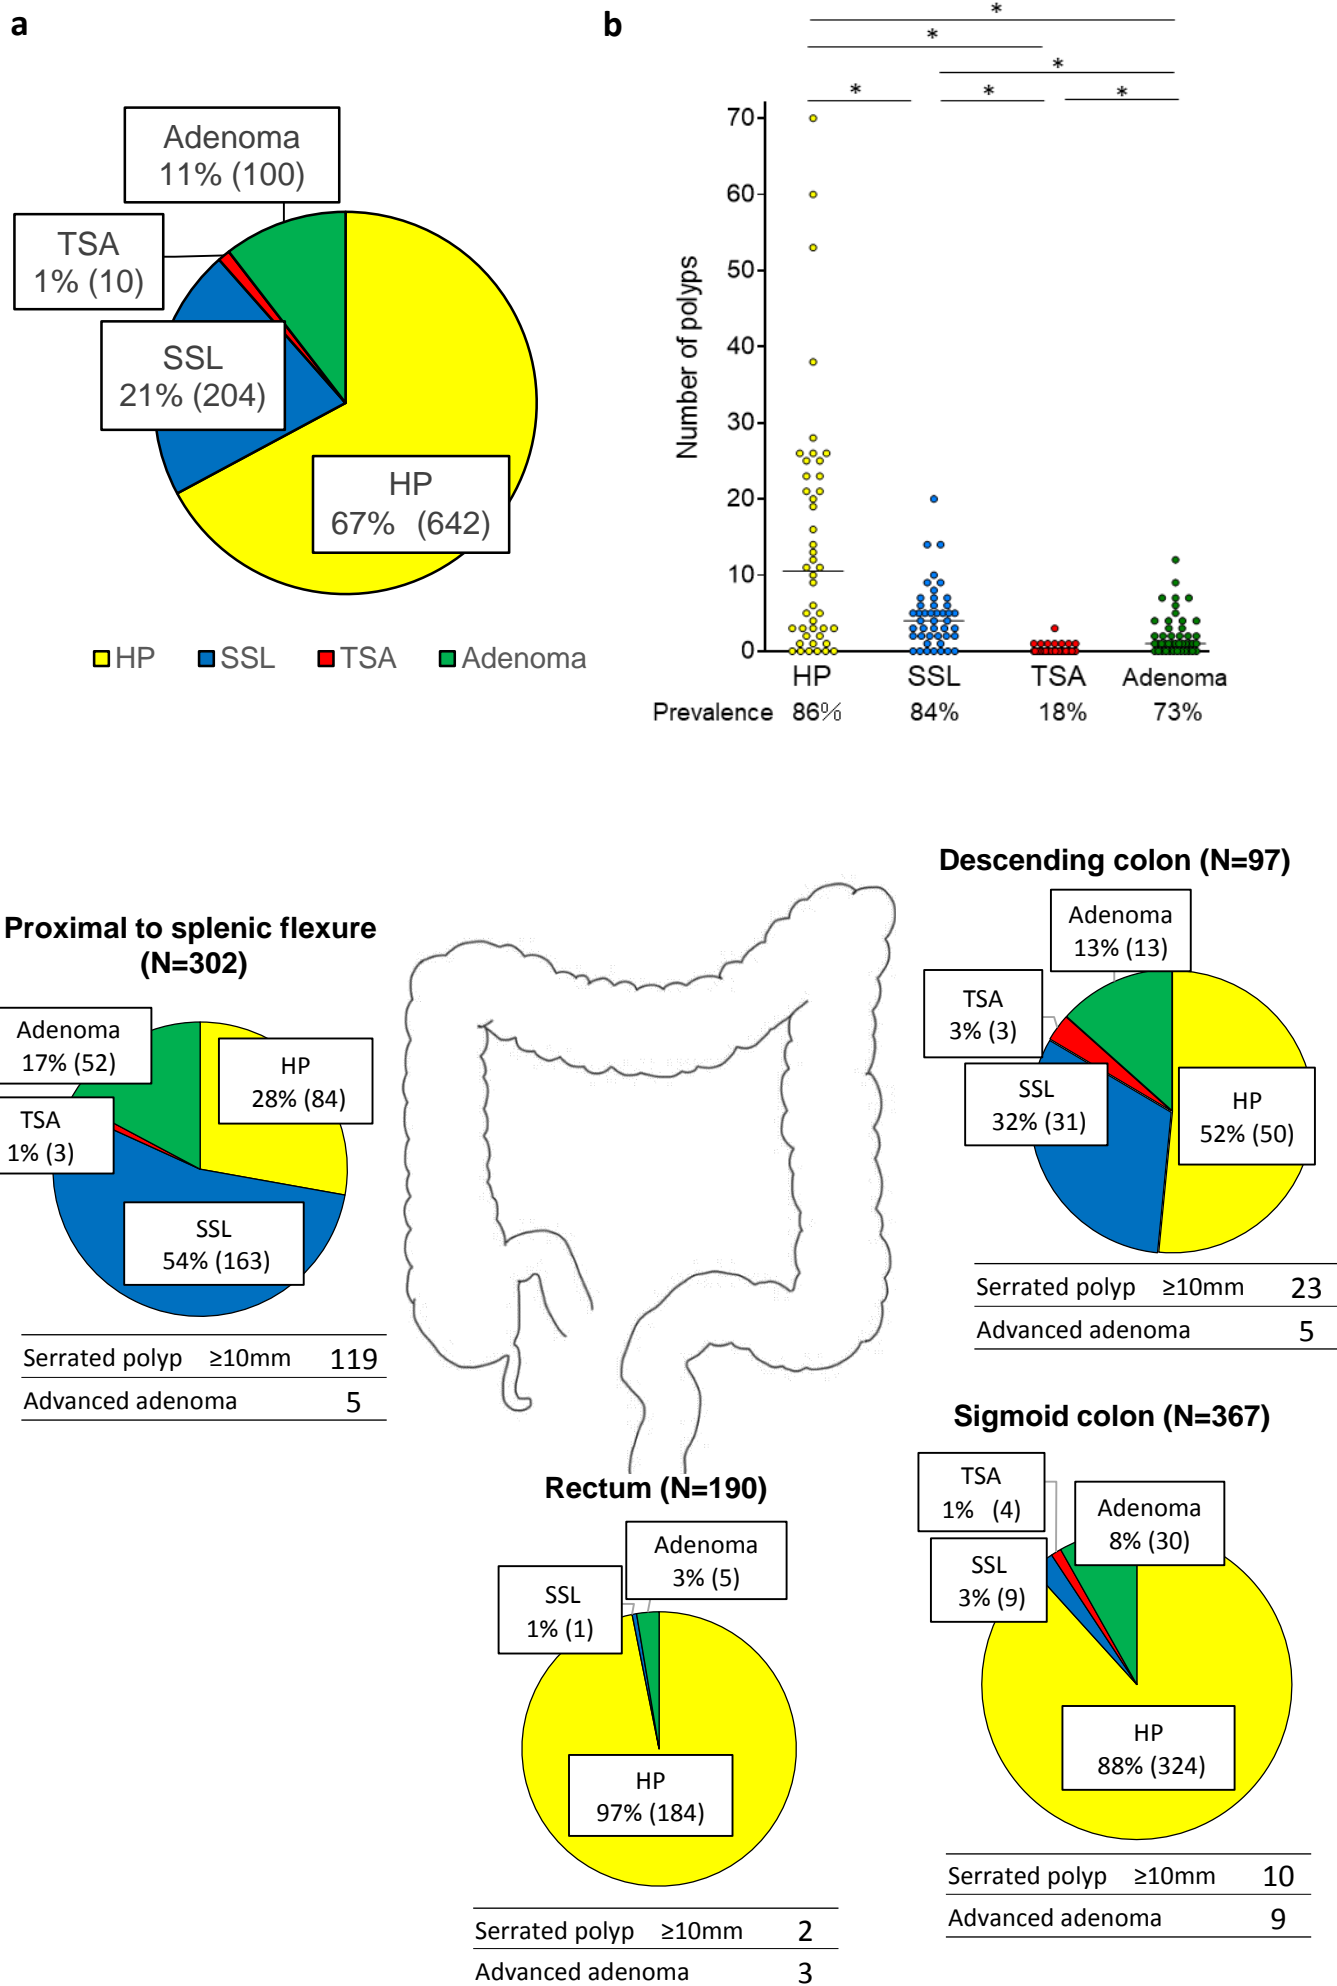 a
Adenoma
11% (100)
TSA
1% (10)
SSL
21% (204)
HP
67% (642)
HP SSL TSA Adenoma
b
*
*
*
* * *
Number of polyps
70
60
50
40
30
20
10
0
HP SSL TSA Adenoma
Prevalence 86% 84% 18% 73%
Proximal to splenic flexure
(N=302)
Adenoma
17% (52)
HP
28% (84)
TSA
1% (3)
SSL
54% (163)
Serrated polyp ≥10mm 119
Advanced adenoma 5
Descending colon (N=97)
Adenoma
13% (13)
TSA
3% (3)
SSL
32% (31)
HP
52% (50)
Serrated polyp ≥10mm 23
Advanced adenoma 5
Rectum (N=190)
Adenoma
3% (5)
SSL
1% (1)
HP
97% (184)
Serrated polyp ≥10mm 2
Advanced adenoma 3
Sigmoid colon (N=367)
TSA
1% (4)
Adenoma
8% (30)
SSL
3% (9)
HP
88% (324)
Serrated polyp ≥10mm 10
Advanced adenoma 9